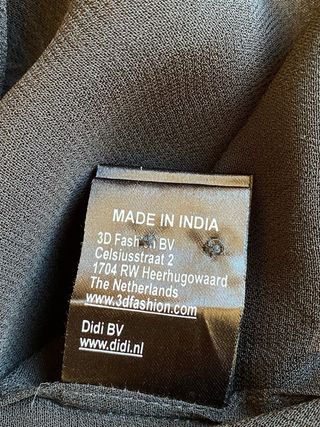 MADE IN INDIA
3D Fashion BV
Celsiusstraat 2
1704 RW Heerhugowaard
The Netherlands
www.3dfashion.com
Didi BV
www.didi.nl